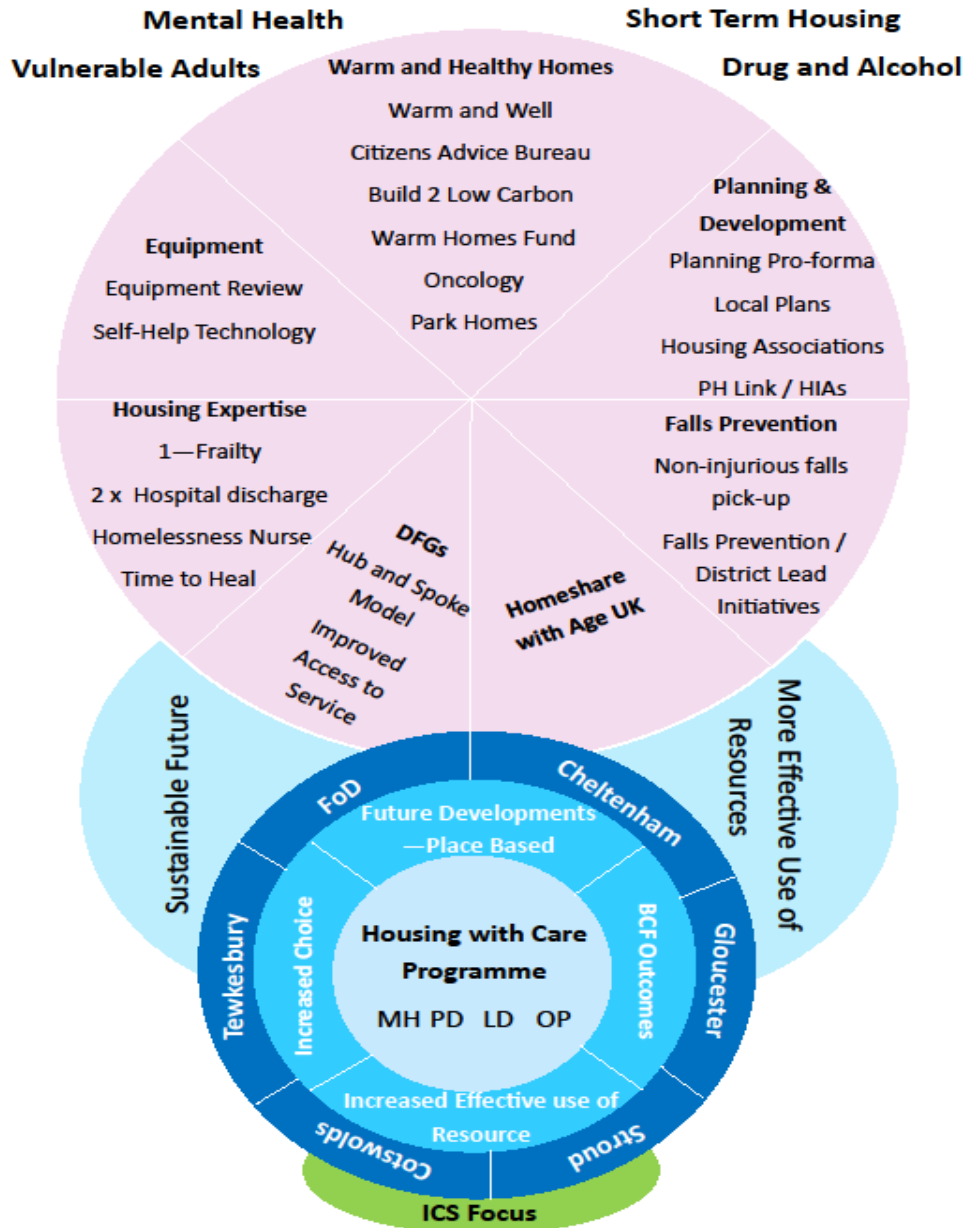 Mental Health
Short Term Housing
Vulnerable Adults
Drug and Alcohol
Warm and Healthy Homes
Warm and Well
Citizens Advice Bureau
Build 2 Low Carbon
Warm Homes Fund
Oncology
Park Homes
Planning &
Development
Planning Pro-forma
Local Plans
Housing Associations
PH Link / HIAs
Equipment
Equipment Review
Self-Help Technology
Housing Expertise
1—Frailty
2 x Hospital discharge
Homelessness Nurse
Time to Heal
DFGs
Hub and Spoke
Model
Improved
Access to
Service
Homeshare
with Age UK
Falls Prevention
Non-injurious falls
pick-up
Falls Prevention /
District Lead
Initiatives
Sustainable Future
More Effective Use of
Resources
FoD
Cheltenham
Gloucester
Stroud
Cotswolds
Tewkesbury
Future Developments
—Place Based
BCF Outcomes
Increased Effective use of
Resource
Increased Choice
Housing with Care
Programme
MH PD LD OP
ICS Focus